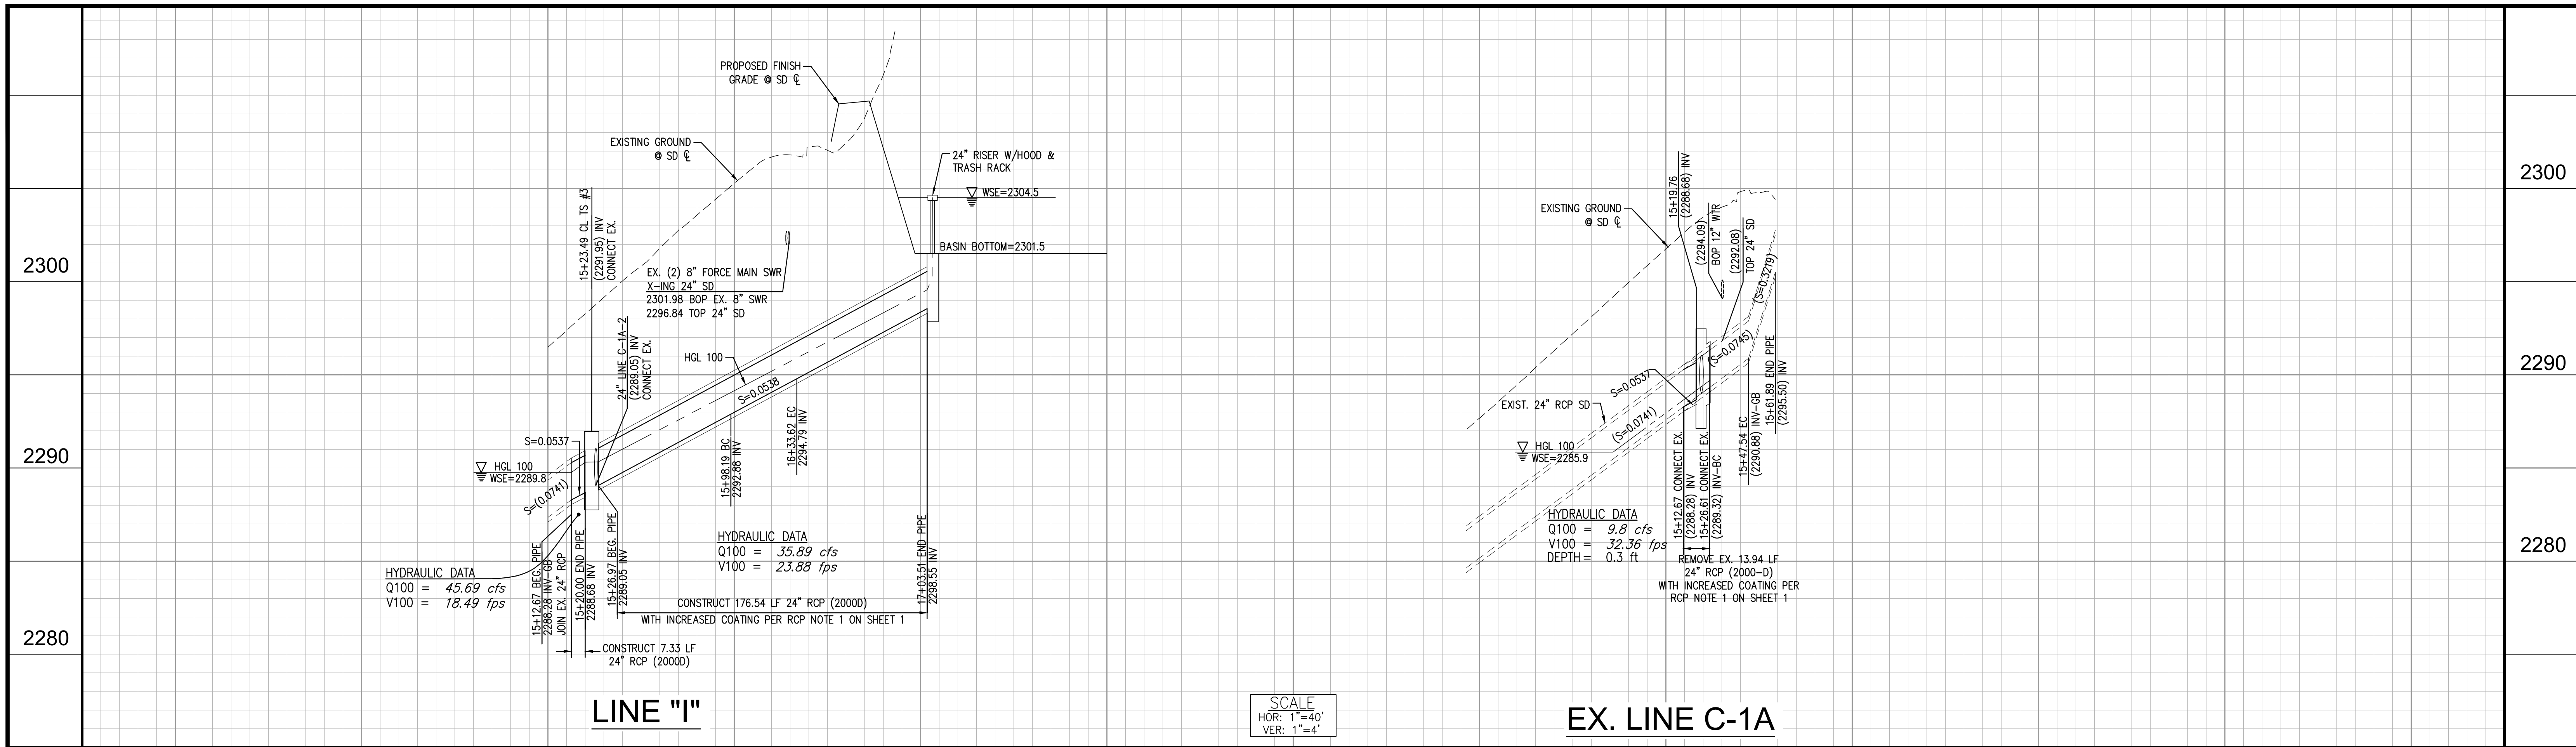 2300
2290
2280
PROPOSED FINISH
GRADE @ SD ℄
EXISTING GROUND
@ SD ℄
24" RISER W/HOOD &
TRASH RACK
WSE=2304.5
BASIN BOTTOM=2301.5
15+23.49 CL TS #3
(2291.95) INV
CONNECT EX.
EX. (2) 8" FORCE MAIN SWR
X-ING 24" SD
2301.98 BOP EX. 8" SWR
2296.84 TOP 24" SD
24" LINE C-1A-2
(2289.05) INV
CONNECT EX.
HGL 100
S=0.0538
S=0.0537
HGL 100
WSE=2289.8
S=(0.0741)
15+98.19 BC
2292.88 INV
16+33.62 EC
2294.79 INV
HYDRAULIC DATA
Q100 = 45.69 cfs
V100 = 18.49 fps
15+12.67 BEG. PIPE
2288.28 INV-GB
JOIN EX. 24" RCP
15+20.00 END PIPE
2288.68 INV
15+26.97 BEG. PIPE
2289.05 INV
HYDRAULIC DATA
Q100 = 35.89 cfs
V100 = 23.88 fps
17+03.51 END PIPE
2298.55 INV
CONSTRUCT 176.54 LF 24" RCP (2000D)
WITH INCREASED COATING PER RCP NOTE 1 ON SHEET 1
CONSTRUCT 7.33 LF
24" RCP (2000D)
LINE "I"
SCALE
HOR: 1"=40'
VER: 1"=4'
EXISTING GROUND
@ SD ℄
15+19.76
(2288.68) INV
(2294.09)
BOP 12" WTR
(2292.08)
TOP 24" SD
(S=0.3219)
(S=0.0745)
S=0.0537
EXIST. 24" RCP SD
(S=0.0741)
HGL 100
WSE=2285.9
15+12.67 CONNECT EX.
(2288.28) INV
15+26.61 CONNECT EX.
(2289.32) INV-BC
15+47.54 EC
(2290.88) INV-GB
15+61.89 END PIPE
(2295.50) INV
HYDRAULIC DATA
Q100 = 9.8 cfs
V100 = 32.36 fps
DEPTH= 0.3 ft
REMOVE EX. 13.94 LF
24" RCP (2000-D)
WITH INCREASED COATING PER
RCP NOTE 1 ON SHEET 1
EX. LINE C-1A
2300
2290
2280